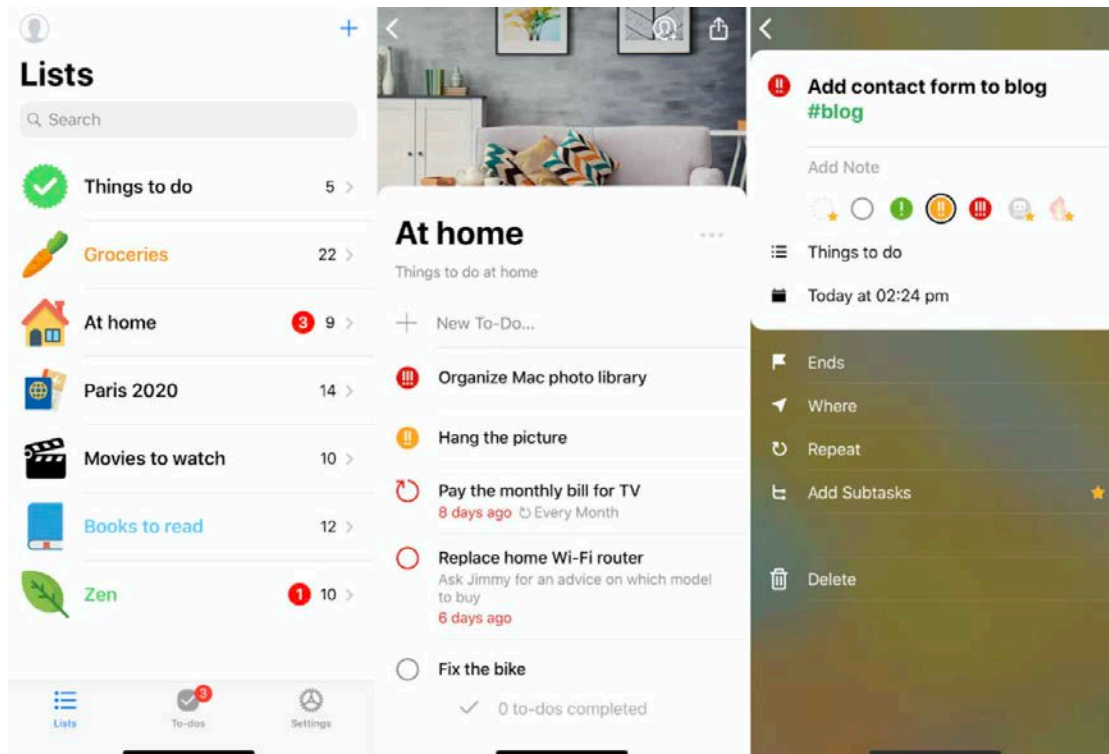 Lists
Search
Things to do
5
Groceries
22
At home
3 9
Paris 2020
14
Movies to watch
10
Books to read
12
Zen
1 10
Lists
3
To-dos
Settings
At home
Things to do at home
New To-Do...
!!! Organize Mac photo library
!! Hang the picture
Pay the monthly bill for TV
8 days ago Every Month
Replace home Wi-Fi router
Ask Jimmy for an advice on which model
to buy
6 days ago
Fix the bike
0 to-dos completed
!! Add contact form to blog
#blog
Add Note
! !! !!!
Things to do
Today at 02:24 pm
Ends
Where
Repeat
Add Subtasks
Delete